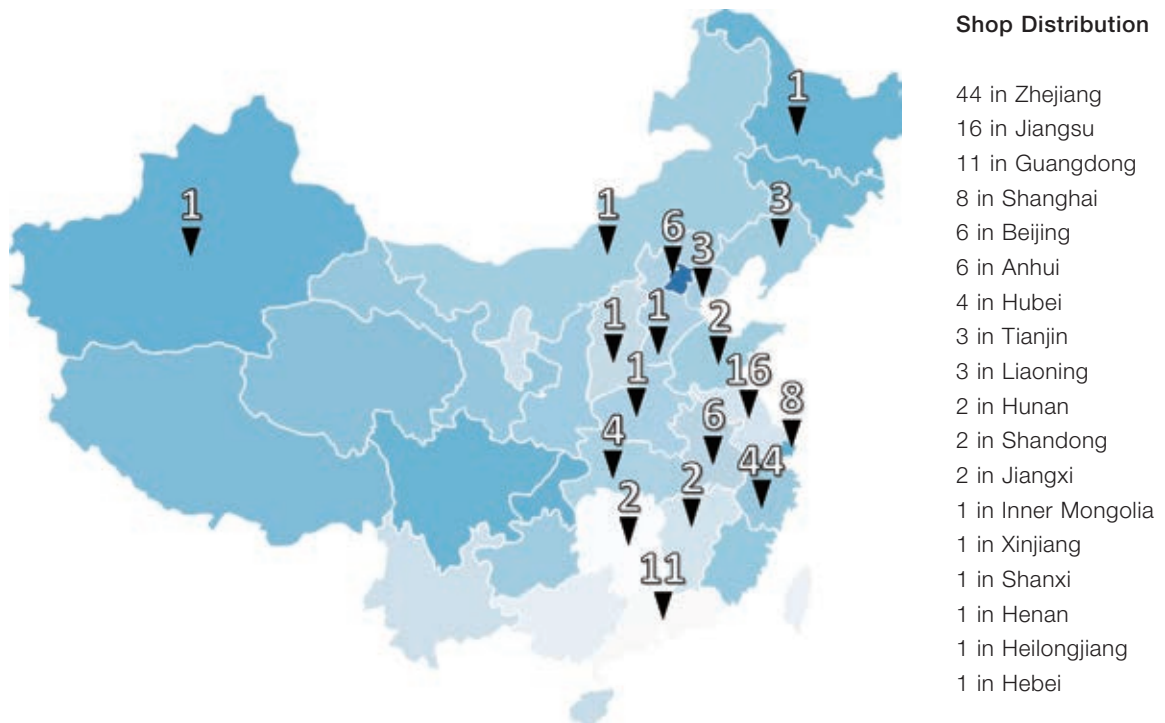 Shop Distribution
44 in Zhejiang
16 in Jiangsu
11 in Guangdong
8 in Shanghai
6 in Beijing
6 in Anhui
4 in Hubei
3 in Tianjin
3 in Liaoning
2 in Hunan
2 in Shandong
2 in Jiangxi
1 in Inner Mongolia
1 in Xinjiang
1 in Shanxi
1 in Henan
1 in Heilongjiang
1 in Hebei
1
1
1
3
6
3
1
1
2
1
16
8
4
6
44
2
2
11